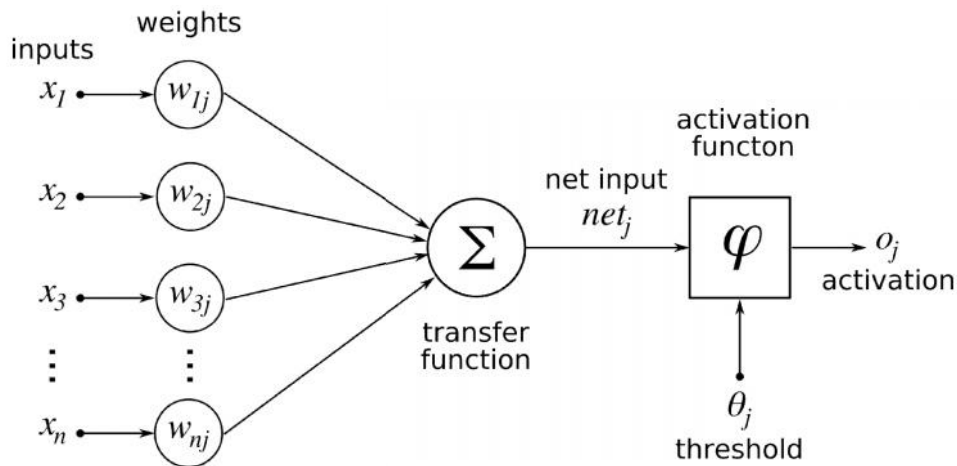 inputs
weights
x₁
w₁ⱼ
x₂
w₂ⱼ
x₃
w₃ⱼ
⋮
⋮
xₙ
wₙⱼ
Σ
transfer
function
net input
netⱼ
activation
functon
φ
oⱼ
activation
θⱼ
threshold